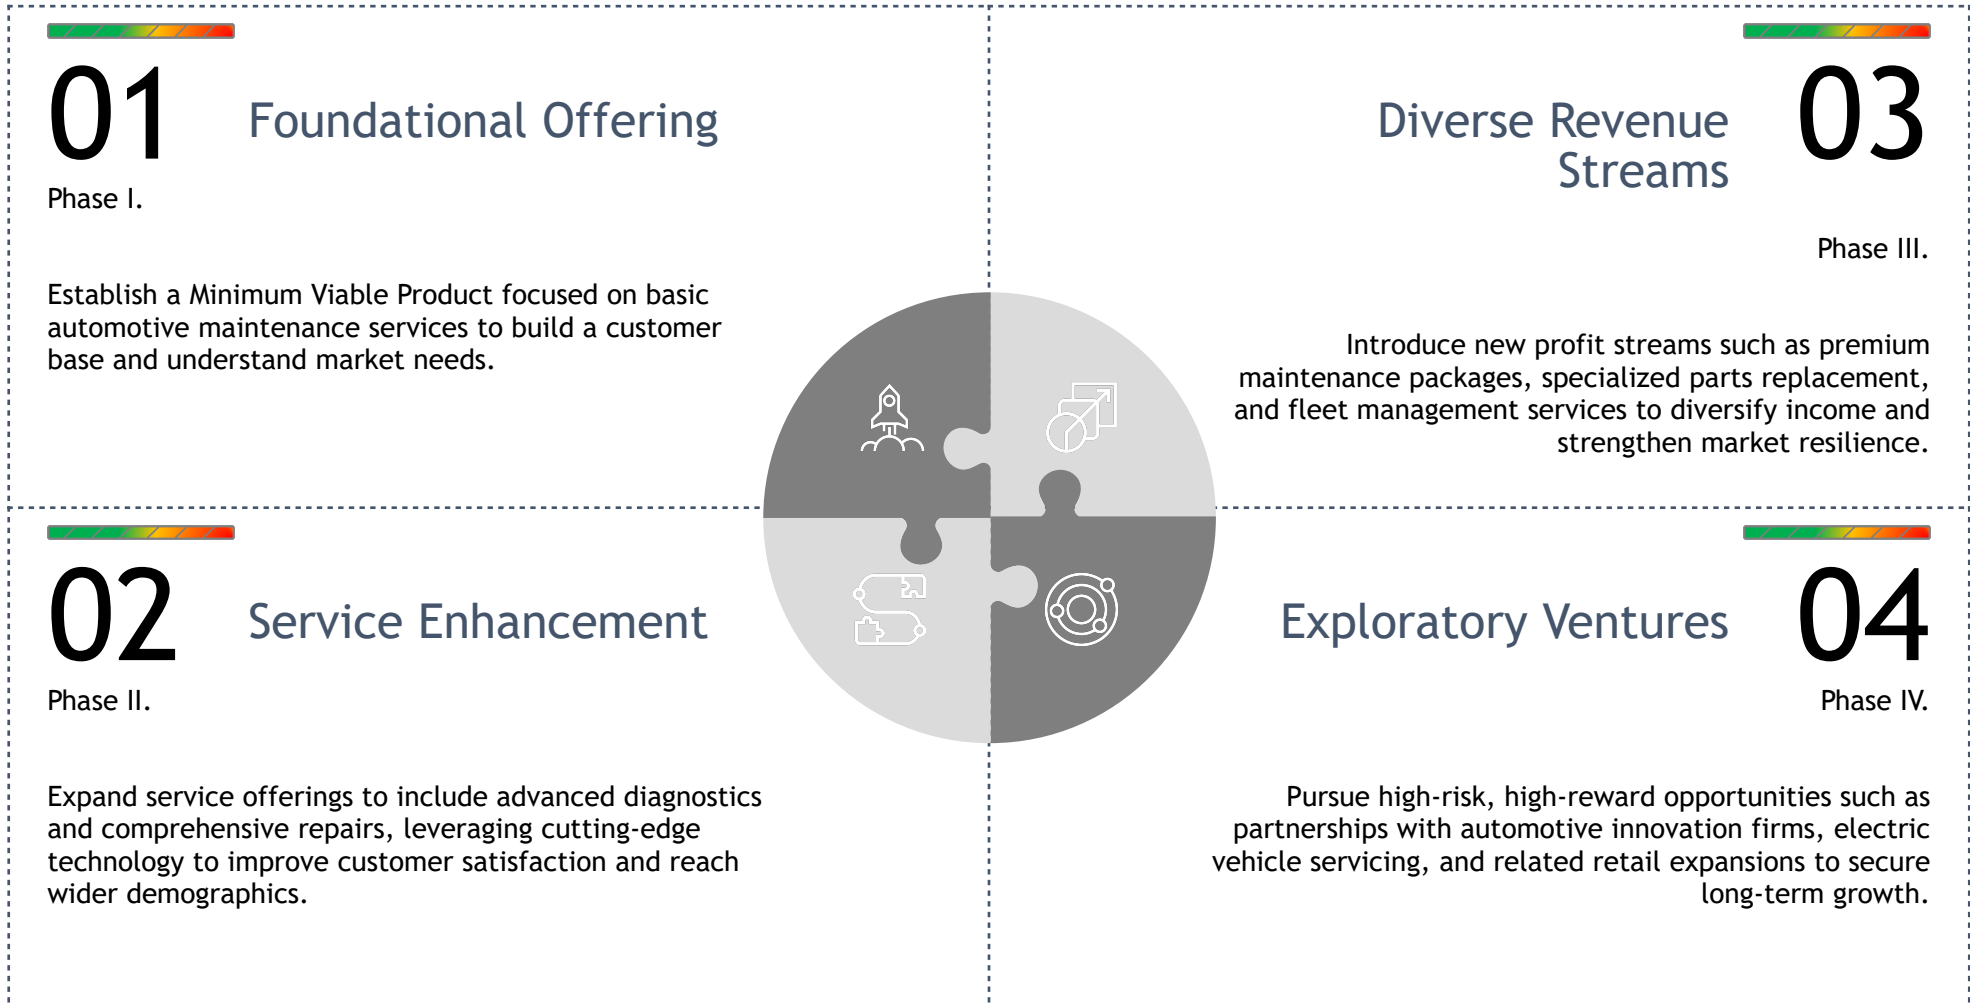 01
Foundational Offering
Phase I.
Establish a Minimum Viable Product focused on basic
automotive maintenance services to build a customer
base and understand market needs.
02
Service Enhancement
Phase II.
Expand service offerings to include advanced diagnostics
and comprehensive repairs, leveraging cutting-edge
technology to improve customer satisfaction and reach
wider demographics.
03
Diverse Revenue
Streams
Phase III.
Introduce new profit streams such as premium
maintenance packages, specialized parts replacement,
and fleet management services to diversify income and
strengthen market resilience.
04
Exploratory Ventures
Phase IV.
Pursue high-risk, high-reward opportunities such as
partnerships with automotive innovation firms, electric
vehicle servicing, and related retail expansions to secure
long-term growth.